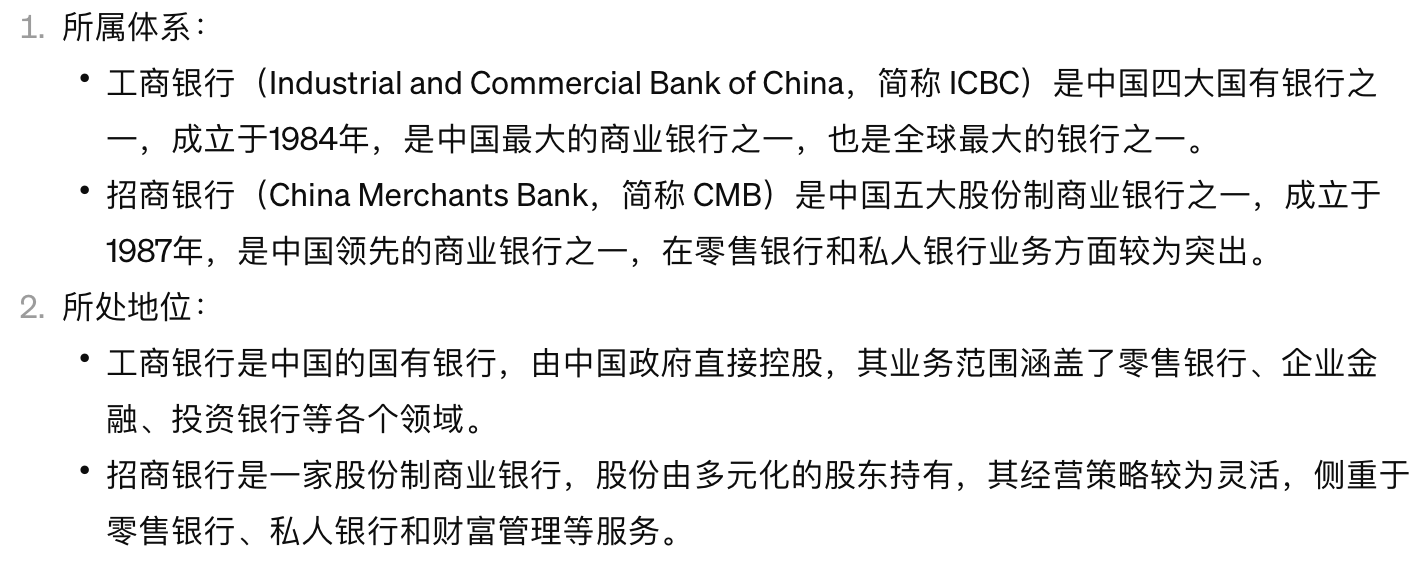 1. 所属体系：
• 工商银行（Industrial and Commercial Bank of China，简称 ICBC）是中国四大国有银行之
一，成立于1984年，是中国最大的商业银行之一，也是全球最大的银行之一。
• 招商银行（China Merchants Bank，简称 CMB）是中国五大股份制商业银行之一，成立于
1987年，是中国领先的商业银行之一，在零售银行和私人银行业务方面较为突出。
2. 所处地位：
• 工商银行是中国的国有银行，由中国政府直接控股，其业务范围涵盖了零售银行、企业金
融、投资银行等各个领域。
• 招商银行是一家股份制商业银行，股份由多元化的股东持有，其经营策略较为灵活，侧重于
零售银行、私人银行和财富管理等服务。